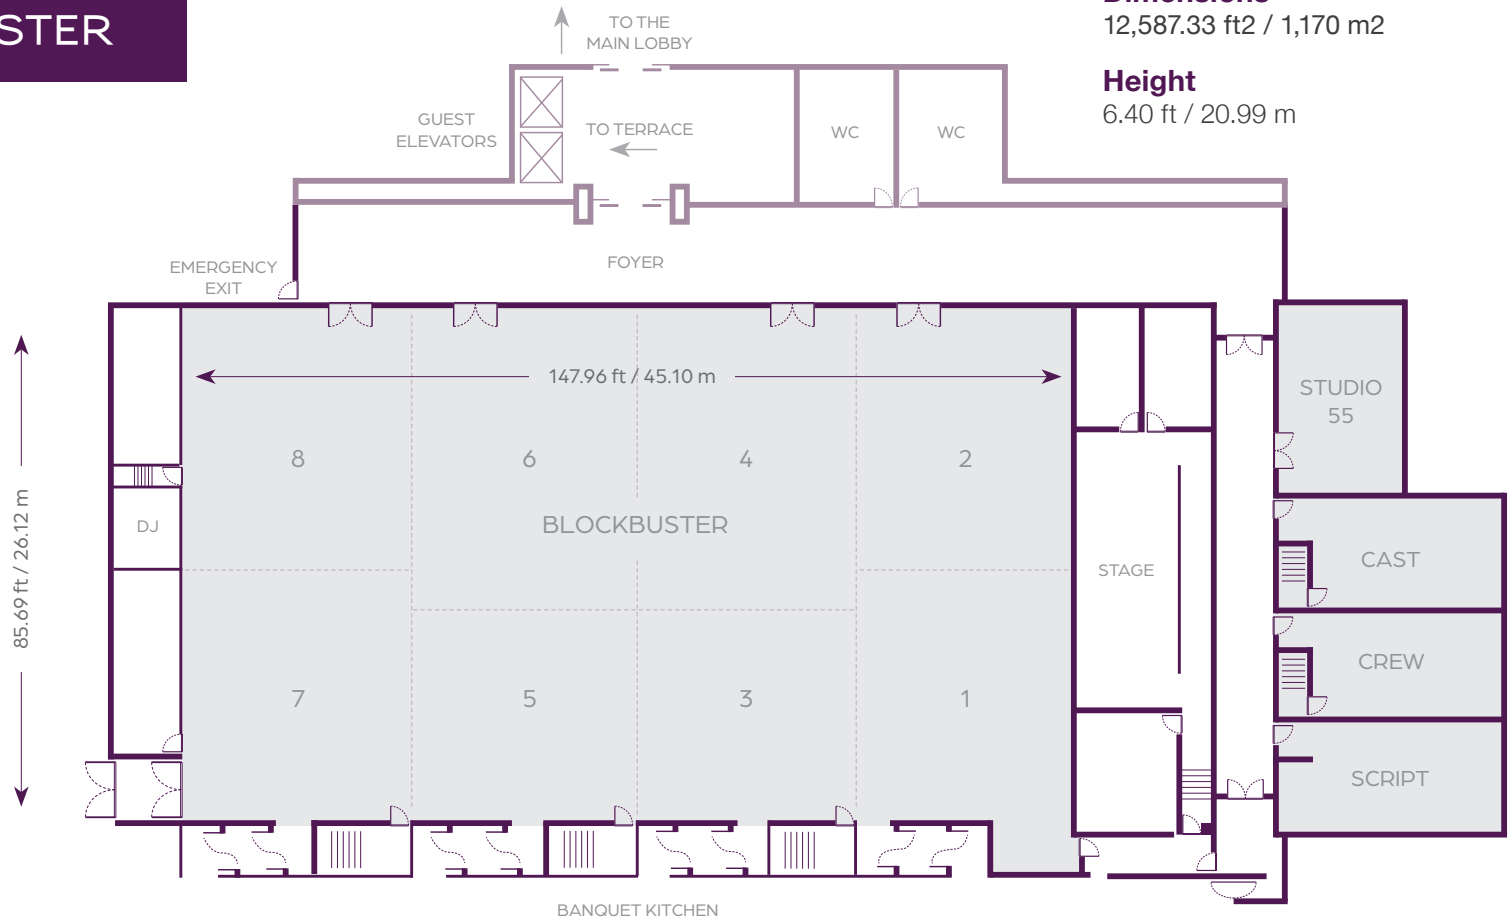 STER
Dimensions
12,587.33 ft2 / 1,170 m2
Height
6.40 ft / 20.99 m
TO THE
MAIN LOBBY
GUEST
ELEVATORS
TO TERRACE
WC
WC
EMERGENCY
EXIT
FOYER
147.96 ft / 45.10 m
85.69 ft / 26.12 m
8
6
4
2
STUDIO
55
DJ
BLOCKBUSTER
STAGE
CAST
CREW
7
5
3
1
SCRIPT
BANQUET KITCHEN